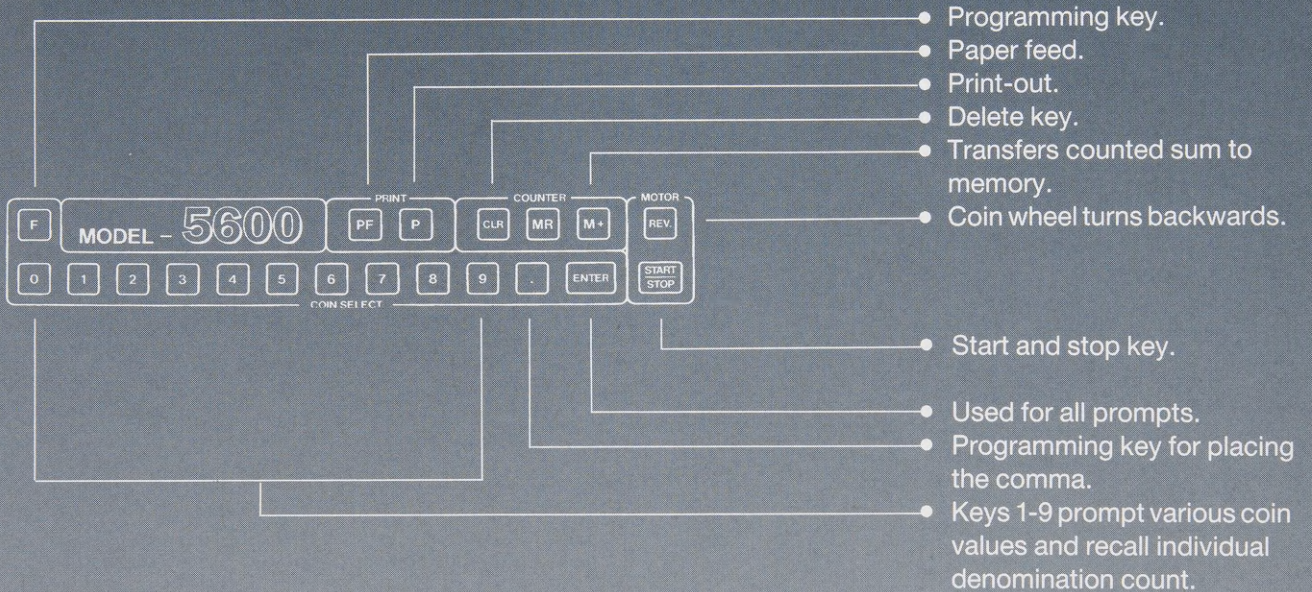 Programming key.
Paper feed.
Print-out.
Delete key.
Transfers counted sum to
memory.
Coin wheel turns backwards.
PRINT COUNTER MOTOR
F MODEL - 5600 PF P CLR MR M+ REV.
0 1 2 3 4 5 6 7 8 9 . ENTER START
STOP
COIN SELECT
Start and stop key.
Used for all prompts.
Programming key for placing
the comma.
Keys 1-9 prompt various coin
values and recall individual
denomination count.